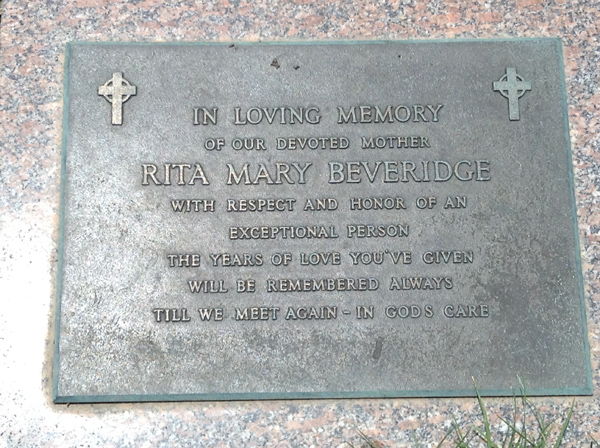 IN LOVING MEMORY
OF OUR DEVOTED MOTHER
RITA MARY BEVERIDGE
WITH RESPECT AND HONOR OF AN
EXCEPTIONAL PERSON
THE YEARS OF LOVE YOU'VE GIVEN
WILL BE REMEMBERED ALWAYS
TILL WE MEET AGAIN - IN GODS CARE